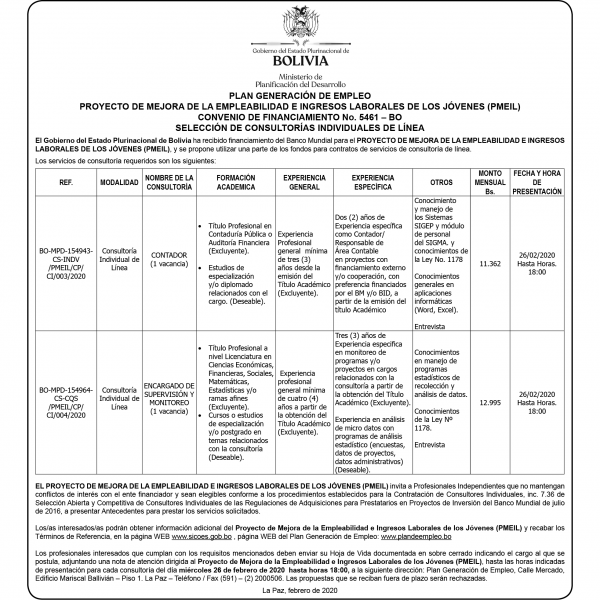 Gobierno del Estado Plurinacional de
BOLIVIA
Ministerio de
Planificación del Desarrollo
PLAN GENERACIÓN DE EMPLEO
PROYECTO DE MEJORA DE LA EMPLEABILIDAD E INGRESOS LABORALES DE LOS JÓVENES (PMEIL)
CONVENIO DE FINANCIAMIENTO No. 5461 – BO
SELECCIÓN DE CONSULTORÍAS INDIVIDUALES DE LÍNEA
El Gobierno del Estado Plurinacional de Bolivia ha recibido financiamiento del Banco Mundial para el PROYECTO DE MEJORA DE LA EMPLEABILIDAD E INGRESOS
LABORALES DE LOS JÓVENES (PMEIL), y se propone utilizar una parte de los fondos para contratos de servicios de consultoría de línea.
Los servicios de consultoría requeridos son los siguientes:
REF.
MODALIDAD
NOMBRE DE LA
CONSULTORÍA
FORMACIÓN
ACADEMICA
EXPERIENCIA
GENERAL
EXPERIENCIA
ESPECÍFICA
OTROS
MONTO
MENSUAL
Bs.
FECHA Y HORA
DE
PRESENTACIÓN
BO-MPD-154943-
CS-INDV
/PMEIL/CP/
CI/003/2020
Consultoría
Individual de
Línea
CONTADOR
(1 vacancia)
• Título Profesional en
Contaduría Pública o
Auditoría Financiera
(Excluyente).
• Estudios de
especialización
y/o diplomado
relacionados con el
cargo. (Deseable).
Experiencia
Profesional
general mínima
de tres (3)
años desde la
emisión del
Título Académico
(Excluyente).
Dos (2) años de
Experiencia específica
como Contador/
Responsable de
Área Contable
en proyectos con
financiamiento externo
y/o cooperación, con
preferencia financiados
por el BM y/o BID, a
partir de la emisión del
título Académico
Conocimiento
y manejo de
los Sistemas
SIGEP y módulo
de personal
del SIGMA. y
conocimientos de
la Ley No. 1178
Conocimientos
generales en
aplicaciones
informáticas
(Word, Excel).
Entrevista
11.362
26/02/2020
Hasta Horas.
18:00
BO-MPD-154964-
CS-CQS
/PMEIL/CP/
CI/004/2020
Consultoría
Individual de
Línea
ENCARGADO DE
SUPERVISIÓN Y
MONITOREO
(1 vacancia)
• Título Profesional a
nivel Licenciatura en
Ciencias Económicas,
Financieras, Sociales,
Matemáticas,
Estadísticas y/o
ramas afines
(Excluyente).
• Cursos o estudios
de especialización
y/o postgrado en
temas relacionados
con la consultoría
(Deseable).
Experiencia
profesional
general mínima
de cuatro (4)
años a partir de
la obtención del
Título Académico
(Excluyente).
Tres (3) años de
Experiencia específica
en monitoreo de
programas y/o
proyectos en cargos
relacionados con la
consultoría a partir de
la obtención del Título
Académico (Excluyente).
Experiencia en análisis
de micro datos con
programas de análisis
estadístico (encuestas,
datos de proyectos,
datos administrativos)
(Deseable).
Conocimientos
en manejo de
programas
estadísticos de
recolección y
análisis de datos.
Conocimientos
de la Ley Nº
1178.
Entrevista
12.995
26/02/2020
Hasta Horas.
18:00
EL PROYECTO DE MEJORA DE LA EMPLEABILIDAD E INGRESOS LABORALES DE LOS JÓVENES (PMEIL) invita a Profesionales Independientes que no mantengan
conflictos de interés con el ente financiador y sean elegibles conforme a los procedimientos establecidos para la Contratación de Consultores Individuales, inc. 7.36 de
Selección Abierta y Competitiva de Consultores Individuales de las Regulaciones de Adquisiciones para Prestatarios en Proyectos de Inversión del Banco Mundial de julio
de 2016, a presentar Antecedentes para prestar los servicios solicitados.
Los/as interesados/as podrán obtener información adicional del Proyecto de Mejora de la Empleabilidad e Ingresos Laborales de los Jóvenes (PMEIL) y recabar los
Términos de Referencia, en la página WEB www.sicoes.gob.bo , página WEB del Plan Generación de Empleo: www.plandeempleo.bo
Los profesionales interesados que cumplan con los requisitos mencionados deben enviar su Hoja de Vida documentada en sobre cerrado indicando el cargo al que se
postula, adjuntando una nota de atención dirigida al Proyecto de Mejora de la Empleabilidad e Ingresos Laborales de los Jóvenes (PMEIL), hasta las horas indicadas
de presentación para cada consultoría del día miércoles 26 de febrero de 2020 hasta horas 18:00, a la siguiente dirección: Plan Generación de Empleo, Calle Mercado,
Edificio Mariscal Ballivián – Piso 1. La Paz – Teléfono / Fax (591) – (2) 2000506. Las propuestas que se reciban fuera de plazo serán rechazadas.
La Paz, febrero de 2020